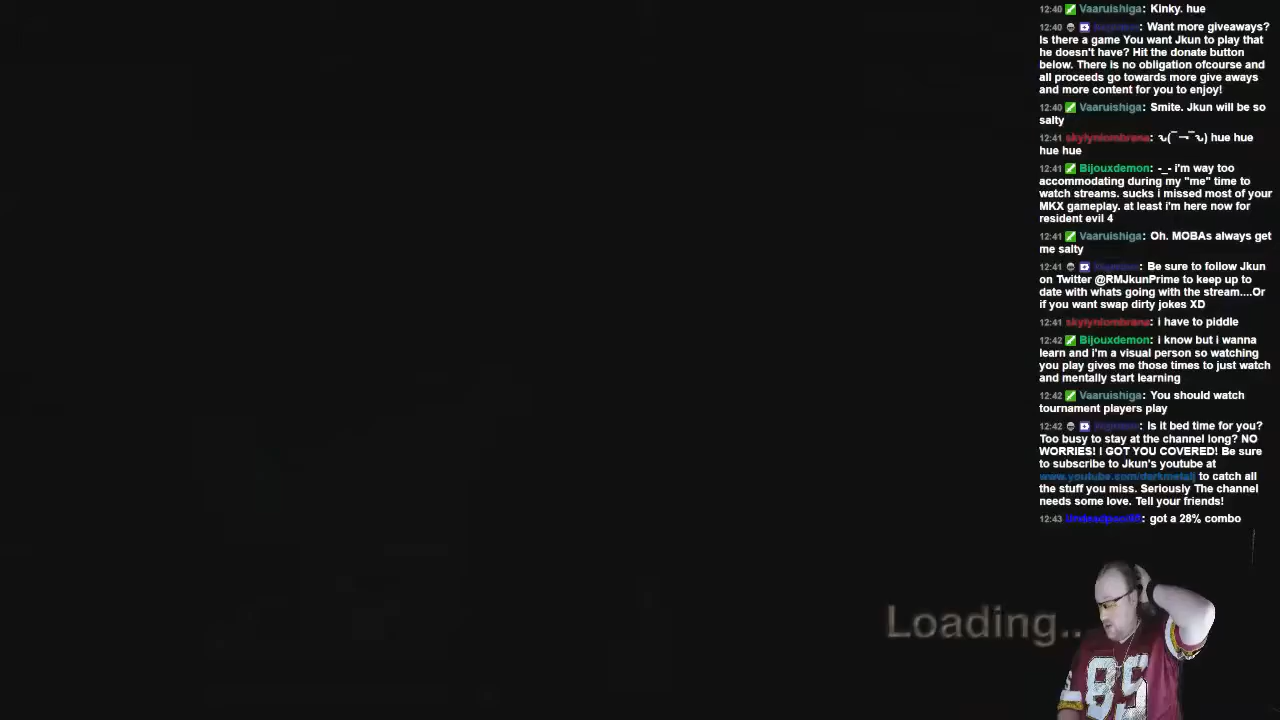 12:40 Vaaruishiga: Kinky. hue
12:40 : Want more giveaways?
Is there a game You want Jkun to play that
he doesn't have? Hit the donate button
below. There is no obligation ofcourse and
all proceeds go towards more give aways
and more content for you to enjoy!
12:40 Vaaruishiga: Smite. Jkun will be so
salty
12:41 : ԅ(¯﹃¯ԅ) hue hue
hue hue
12:41 Bijouxdemon: -_- i'm way too
accommodating during my "me" time to
watch streams. sucks i missed most of your
MKX gameplay. at least i'm here now for
resident evil 4
12:41 Vaaruishiga: Oh. MOBAs always get
me salty
12:41 : Be sure to follow Jkun
on Twitter @RMJkunPrime to keep up to
date with whats going with the stream....Or
if you want swap dirty jokes XD
12:41 : i have to piddle
12:42 Bijouxdemon: i know but i wanna
learn and i'm a visual person so watching
you play gives me those times to just watch
and mentally start learning
12:42 Vaaruishiga: You should watch
tournament players play
12:42 : Is it bed time for you?
Too busy to stay at the channel long? NO
WORRIES! I GOT YOU COVERED! Be sure
to subscribe to Jkun's youtube at
www.youtube.com/darkmetalj to catch all
the stuff you miss. Seriously The channel
needs some love. Tell your friends!
12:43 : got a 28% combo
Loading..
85